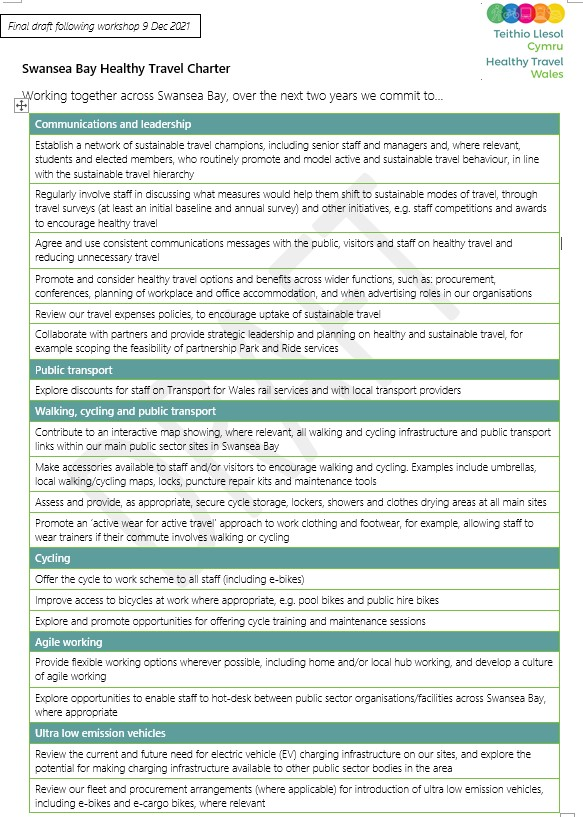 Final draft following workshop 9 Dec 2021
Teithio Llesol
Cymru
Healthy Travel
Wales
Swansea Bay Healthy Travel Charter
Working together across Swansea Bay, over the next two years we commit to...
Communications and leadership
Establish a network of sustainable travel champions, including senior staff and managers and, where relevant,
students and elected members, who routinely promote and model active and sustainable travel behaviour, in line
with the sustainable travel hierarchy
Regularly involve staff in discussing what measures would help them shift to sustainable modes of travel, through
travel surveys (at least an initial baseline and annual survey) and other initiatives, e.g. staff competitions and awards
to encourage healthy travel
Agree and use consistent communications messages with the public, visitors and staff on healthy travel and
reducing unnecessary travel
Promote and consider healthy travel options and benefits across wider functions, such as: procurement,
conferences, planning of workplace and office accommodation, and when advertising roles in our organisations
Review our travel expenses policies, to encourage uptake of sustainable travel
Collaborate with partners and provide strategic leadership and planning on healthy and sustainable travel, for
example scoping the feasibility of partnership Park and Ride services
Public transport
Explore discounts for staff on Transport for Wales rail services and with local transport providers
Walking, cycling and public transport
Contribute to an interactive map showing, where relevant, all walking and cycling infrastructure and public transport
links within our main public sector sites in Swansea Bay
Make accessories available to staff and/or visitors to encourage walking and cycling. Examples include umbrellas,
local walking/cycling maps, locks, puncture repair kits and maintenance tools
Assess and provide, as appropriate, secure cycle storage, lockers, showers and clothes drying areas at all main sites
Promote an 'active wear for active travel' approach to work clothing and footwear, for example, allowing staff to
wear trainers if their commute involves walking or cycling
Cycling
Offer the cycle to work scheme to all staff (including e-bikes)
Improve access to bicycles at work where appropriate, e.g. pool bikes and public hire bikes
Explore and promote opportunities for offering cycle training and maintenance sessions
Agile working
Provide flexible working options wherever possible, including home and/or local hub working, and develop a culture
of agile working
Explore opportunities to enable staff to hot-desk between public sector organisations/facilities across Swansea Bay,
where appropriate
Ultra low emission vehicles
Review the current and future need for electric vehicle (EV) charging infrastructure on our sites, and explore the
potential for making charging infrastructure available to other public sector bodies in the area
Review our fleet and procurement arrangements (where applicable) for introduction of ultra low emission vehicles,
including e-bikes and e-cargo bikes, where relevant
DRAFT